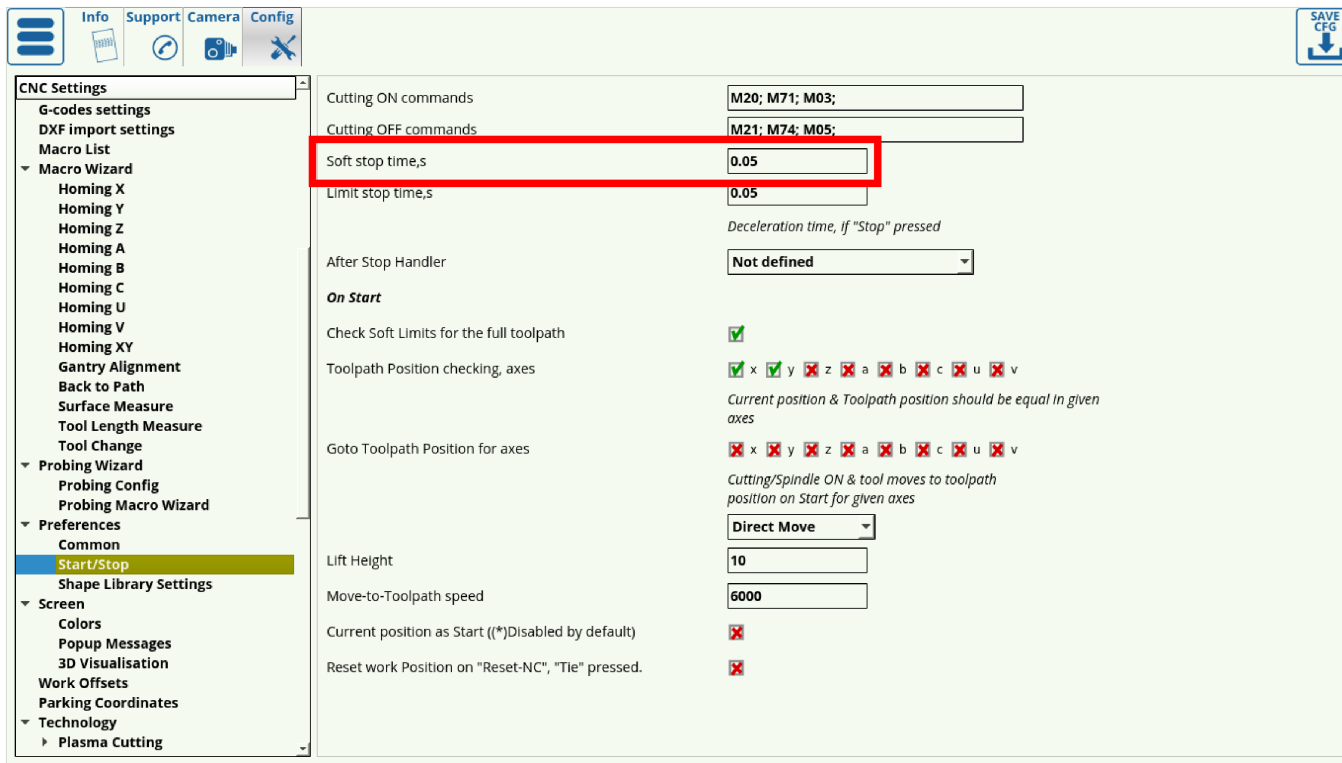 Info Support Camera Config
SAVE
CFG
CNC Settings
G-codes settings
DXF import settings
Macro List
Macro Wizard
Homing X
Homing Y
Homing Z
Homing A
Homing B
Homing C
Homing U
Homing V
Homing XY
Gantry Alignment
Back to Path
Surface Measure
Tool Length Measure
Tool Change
Probing Wizard
Probing Config
Probing Macro Wizard
Preferences
Common
Start/Stop
Shape Library Settings
Screen
Colors
Popup Messages
3D Visualisation
Work Offsets
Parking Coordinates
Technology
Plasma Cutting
Cutting ON commands M20; M71; M03;
Cutting OFF commands M21; M74; M05;
Soft stop time,s 0.05
Limit stop time,s 0.05
Deceleration time, if "Stop" pressed
After Stop Handler Not defined
On Start
Check Soft Limits for the full toolpath
Toolpath Position checking, axes x y z a b c u v
Current position & Toolpath position should be equal in given
axes
Goto Toolpath Position for axes x y z a b c u v
Cutting/Spindle ON & tool moves to toolpath
position on Start for given axes
Direct Move
Lift Height 10
Move-to-Toolpath speed 6000
Current position as Start ((*)Disabled by default)
Reset work Position on "Reset-NC", "Tie" pressed.